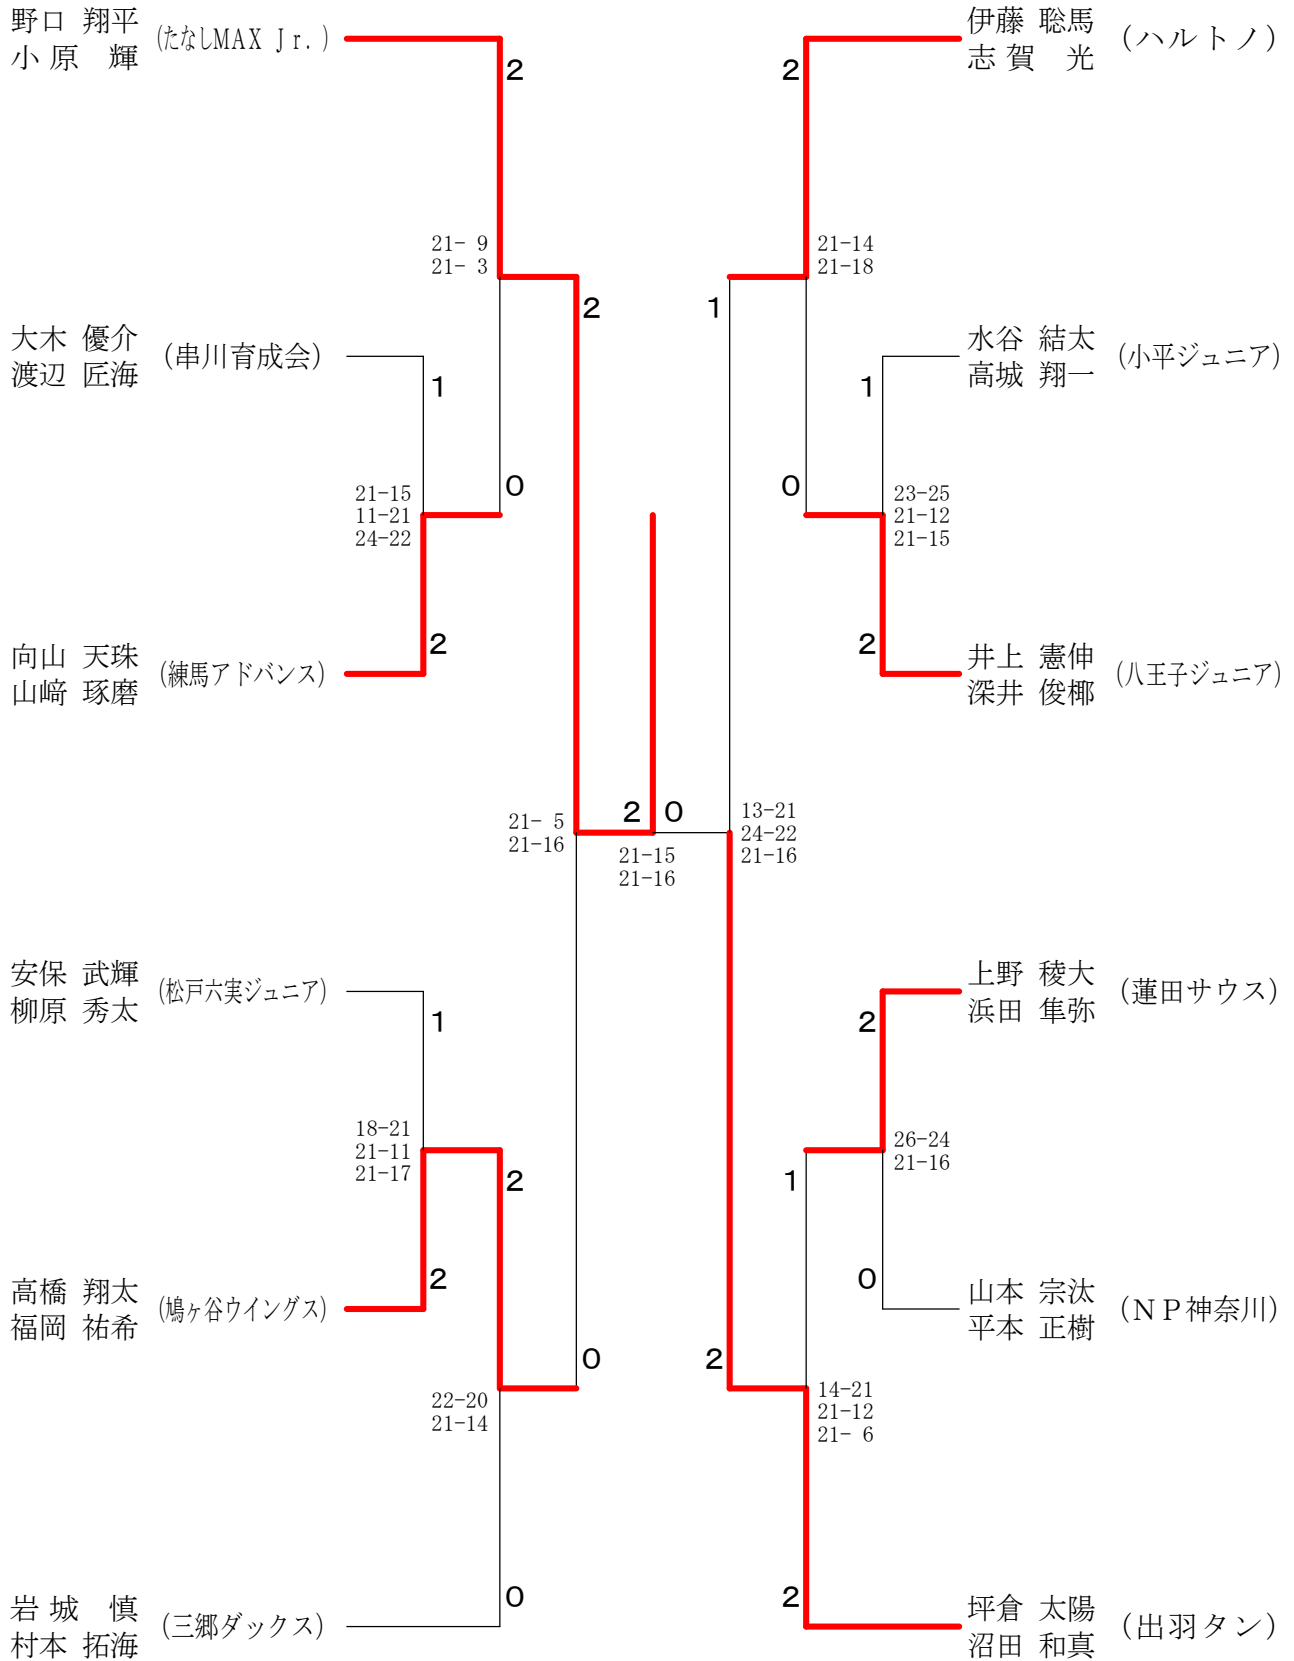 野口 翔平
小原 輝
(たなしMAX Jr.)
2
21- 9
21- 3
2
大木 優介
渡辺 匠海
(串川育成会)
1
0
21-15
11-21
24-22
向山 天珠
山﨑 琢磨
(練馬アドバンス)
2
21- 5
21-16
安保 武輝
柳原 秀太
(松戸六実ジュニア)
1
18-21
21-11
21-17
2
高橋 翔太
福岡 祐希
(鳩ヶ谷ウイングス)
2
0
22-20
21-14
岩城 慎
村本 拓海
(三郷ダックス)
0
2 0
21-15
21-16
伊藤 聡馬
志賀 光
(ハルトノ)
2
21-14
21-18
1
水谷 結太
高城 翔一
(小平ジュニア)
1
0
23-25
21-12
21-15
井上 憲伸
深井 俊椰
(八王子ジュニア)
2
13-21
24-22
21-16
上野 稜大
浜田 隼弥
(蓮田サウス)
2
26-24
21-16
1
山本 宗汰
平本 正樹
(NP神奈川)
0
2
14-21
21-12
21- 6
坪倉 太陽
沼田 和真
(出羽タン)
2